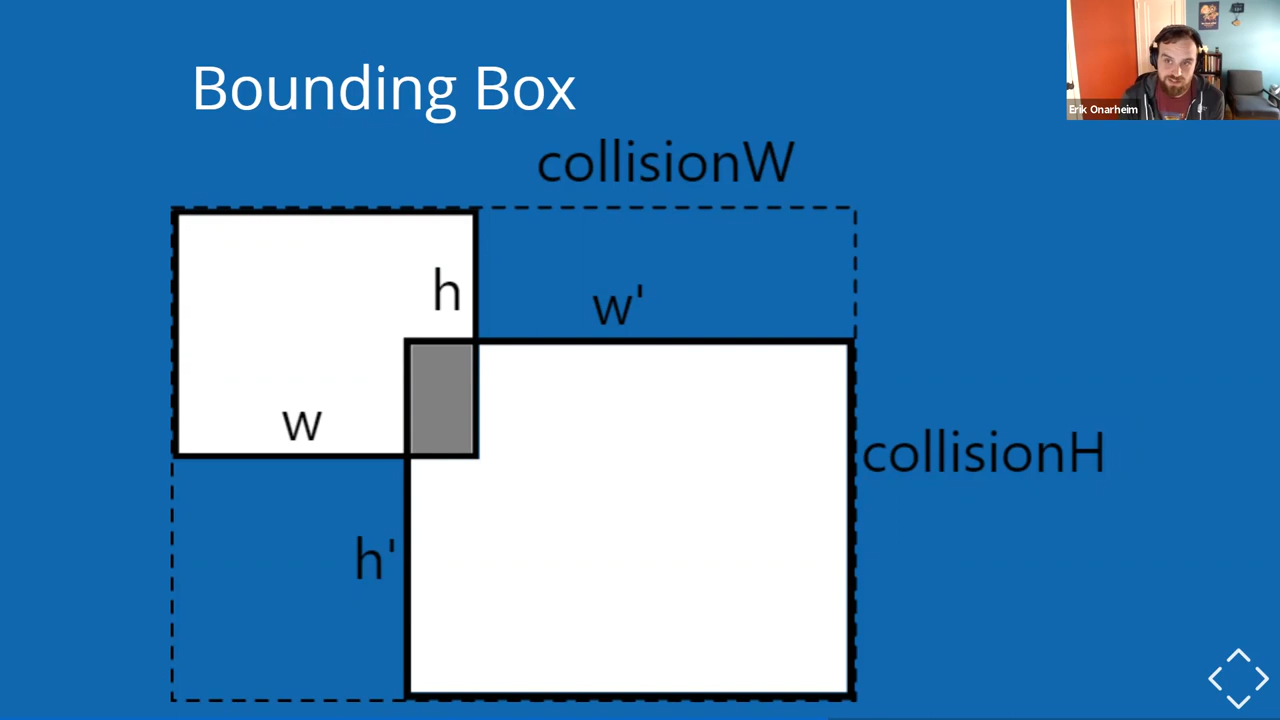 Bounding Box
Erik Onarheim
collisionW
h
w'
w
collisionH
h'